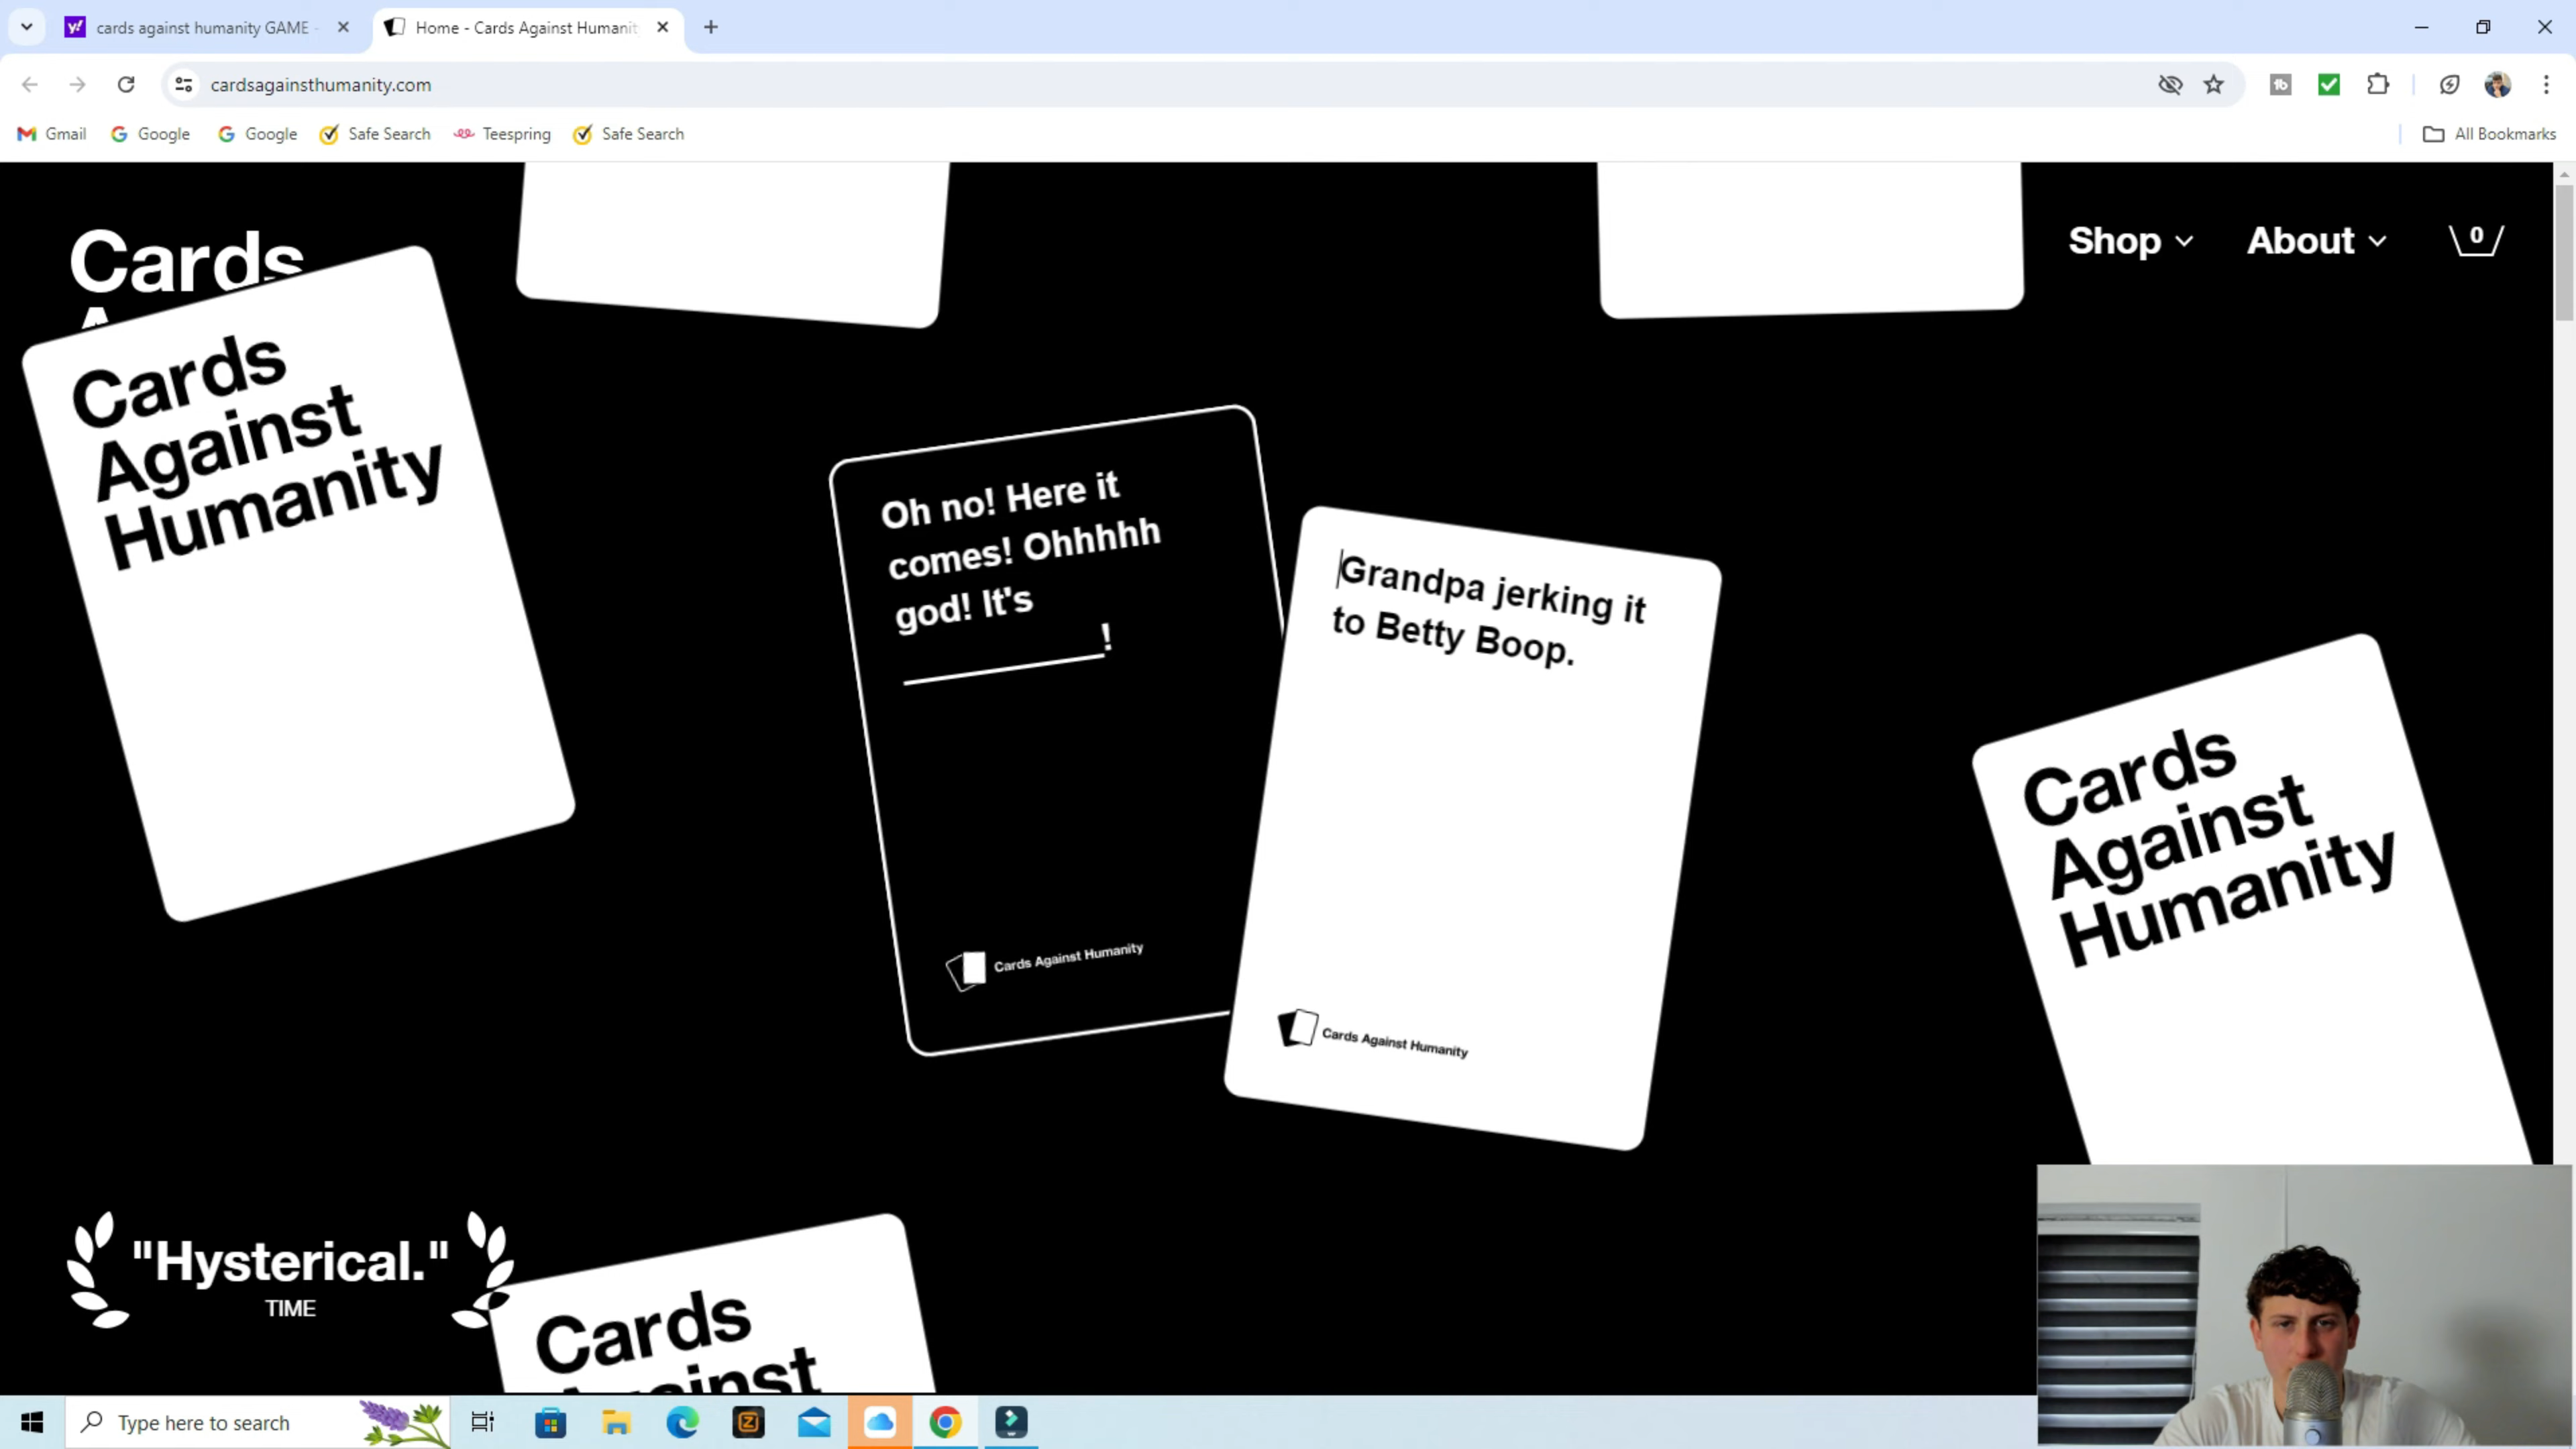 cards against humanity GAME -
Home - Cards Against Humanit
cardsagainsthumanity.com
Gmail
Google
Google
Safe Search
Teespring
Safe Search
All Bookmarks
Cards
Shop
About
0
Cards
Against
Humanity
Oh no! Here it
comes! Ohhhhh
god! It's
__________!
Cards Against Humanity
Grandpa jerking it
to Betty Boop.
Cards Against Humanity
Cards
Against
Humanity
"Hysterical."
TIME
Cards
Against
Type here to search